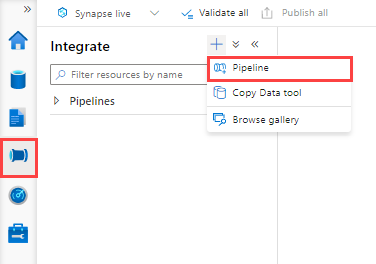 Synapse live
Validate all
Publish all
Integrate
Filter resources by name
Pipelines
Pipeline
Copy Data tool
Browse gallery